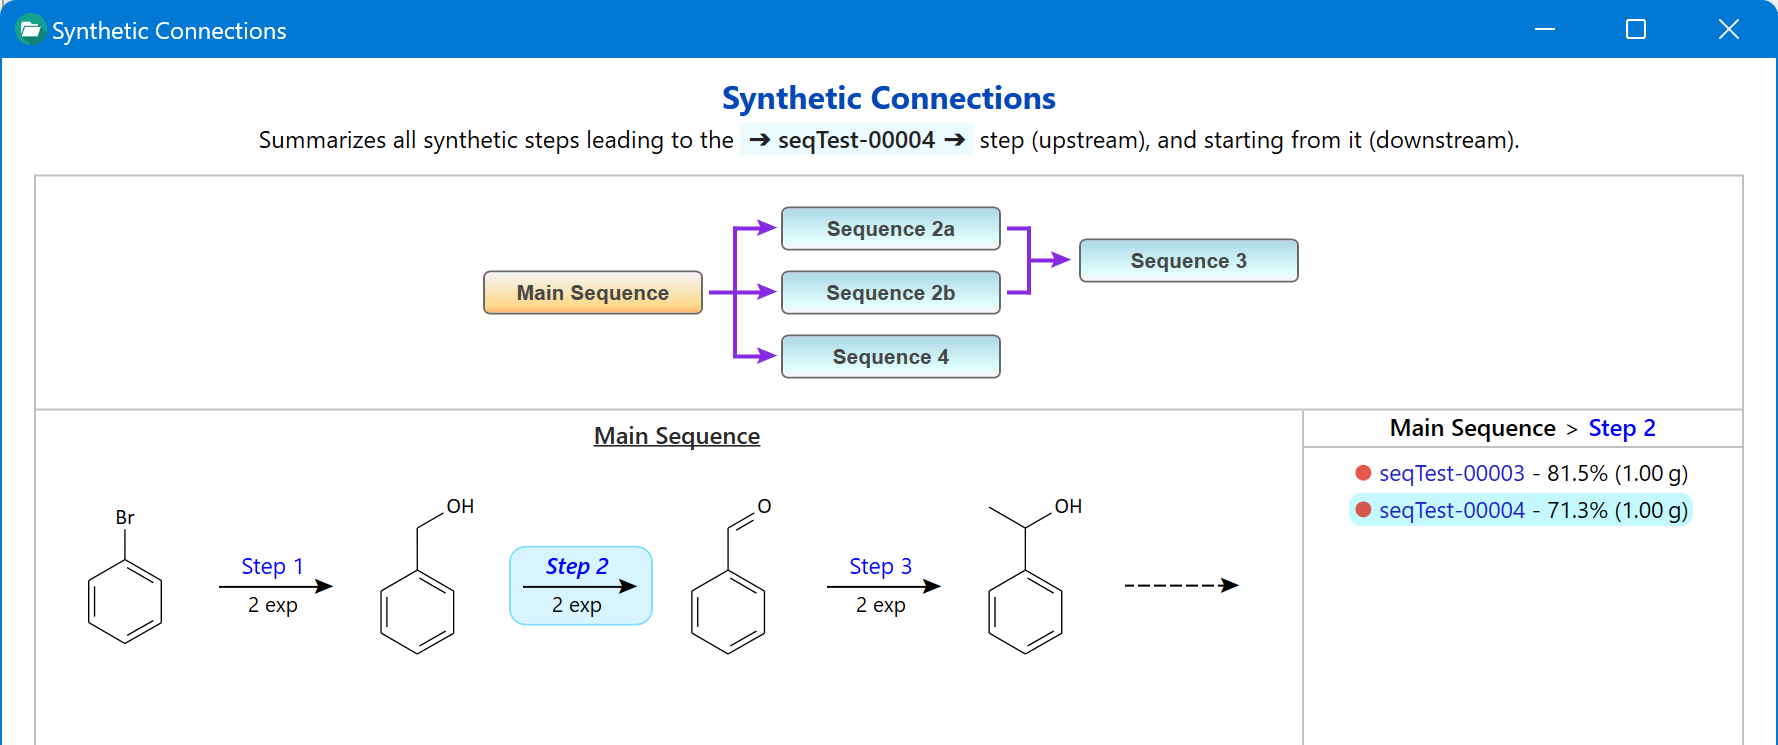 Synthetic Connections
Synthetic Connections
Summarizes all synthetic steps leading to the ➔ seqTest-00004 ➔ step (upstream), and starting from it (downstream).
Sequence 2a
Sequence 3
Main Sequence
Sequence 2b
Sequence 4
Main Sequence
Main Sequence > Step 2
seqTest-00003 - 81.5% (1.00 g)
seqTest-00004 - 71.3% (1.00 g)
Br
Step 1
2 exp
OH
Step 2
2 exp
O
Step 3
2 exp
OH